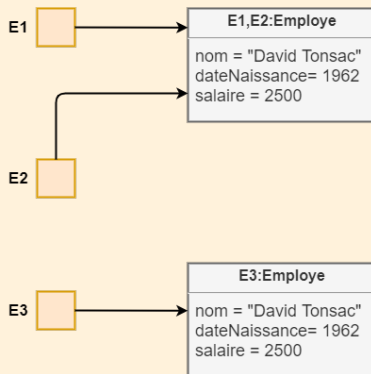 E1
E1,E2:Employe
nom = "David Tonsac"
dateNaissance= 1962
salaire = 2500
E2
E3:Employe
E3
nom = "David Tonsac"
dateNaissance= 1962
salaire = 2500